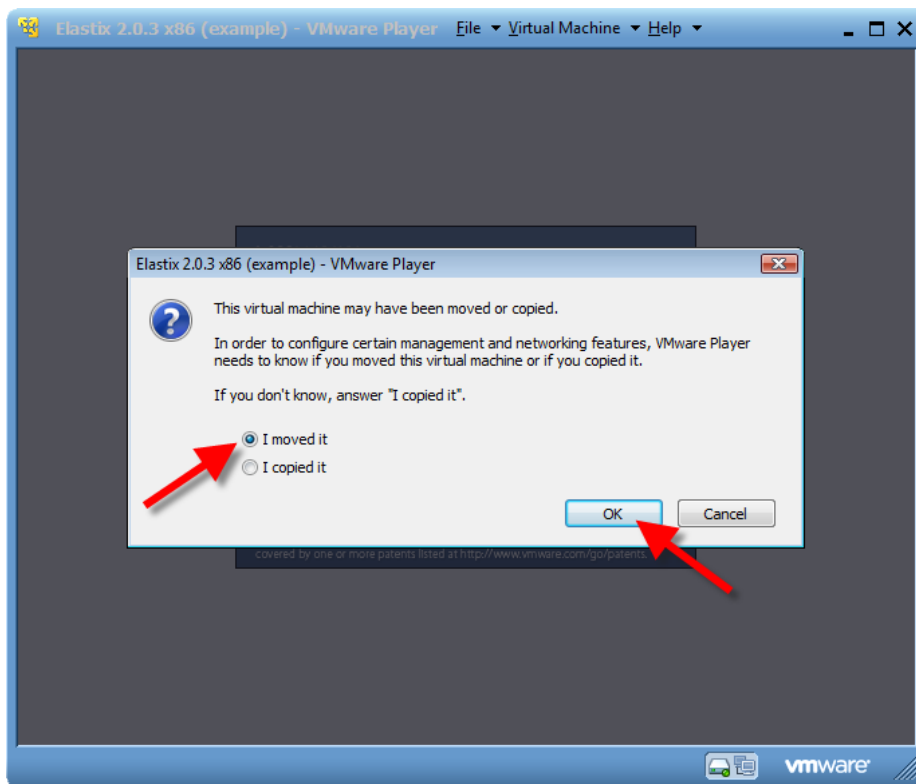 Elastix 2.0.3 x86 (example) - VMware Player File Virtual Machine Help
Elastix 2.0.3 x86 (example) - VMware Player
This virtual machine may have been moved or copied.
In order to configure certain management and networking features, VMware Player
needs to know if you moved this virtual machine or if you copied it.
If you don't know, answer "I copied it".
I moved it
I copied it
OK Cancel
covered by one or more patents listed at http://www.vmware.com/go/patents.
vmware